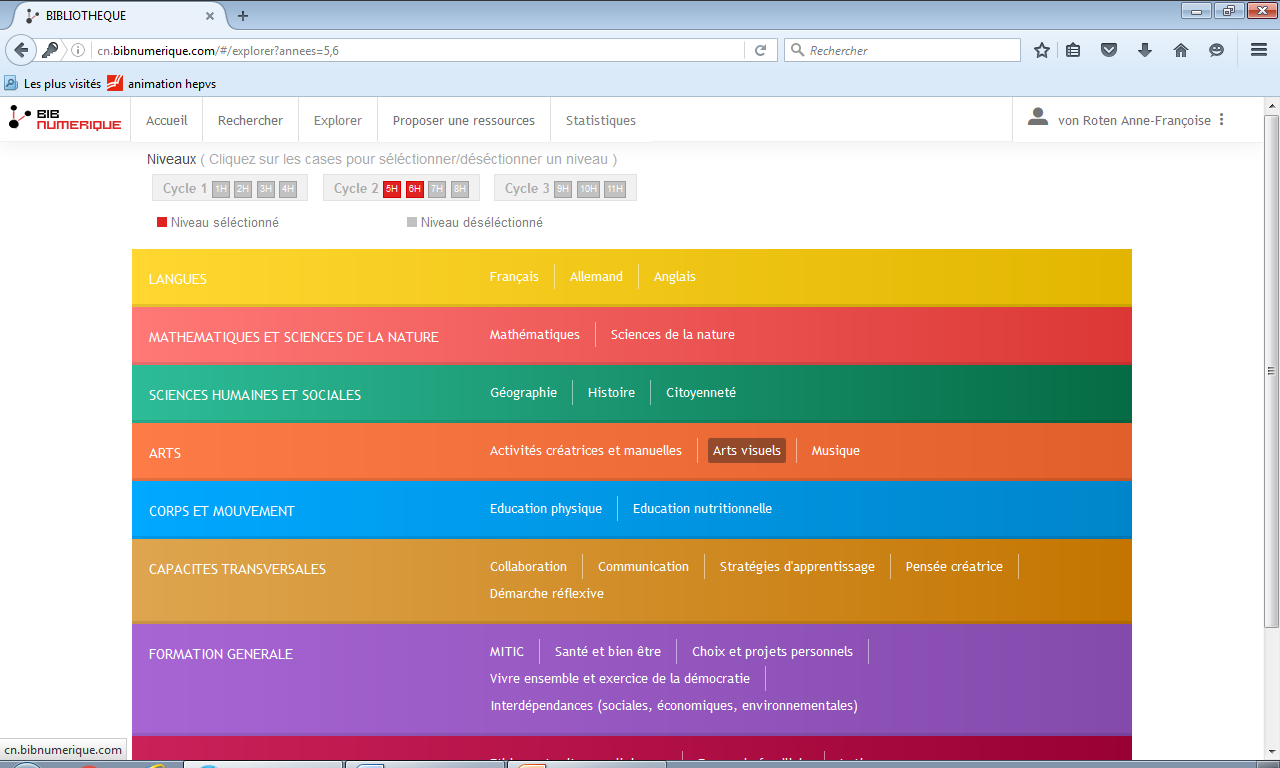 BIBLIOTHEQUE
cn.bibnumerique.com/#/explorer?annees=5,6
Rechercher
Les plus visités
animation hepvs
BIB NUMERIQUE
Accueil
Rechercher
Explorer
Proposer une ressources
Statistiques
von Roten Anne-Françoise
Niveaux ( Cliquez sur les cases pour séléctionner/déséctionner un niveau )
Cycle 1 1H 2H 3H 4H
Cycle 2 5H 6H 7H 8H
Cycle 3 9H 10H 11H
Niveau séléctionné
Niveau déséléctionné
LANGUES
Français
Allemand
Anglais
MATHEMATIQUES ET SCIENCES DE LA NATURE
Mathématiques
Sciences de la nature
SCIENCES HUMAINES ET SOCIALES
Géographie
Histoire
Citoyenneté
ARTS
Activités créatrices et manuelles
Arts visuels
Musique
CORPS ET MOUVEMENT
Education physique
Education nutritionnelle
CAPACITES TRANSVERSALES
Collaboration
Communication
Stratégies d'apprentissage
Pensée créatrice
Démarche réflexive
FORMATION GENERALE
MITIC
Santé et bien être
Choix et projets personnels
Vivre ensemble et exercice de la démocratie
Interdépendances (sociales, économiques, environnementales)
cn.bibnumerique.com